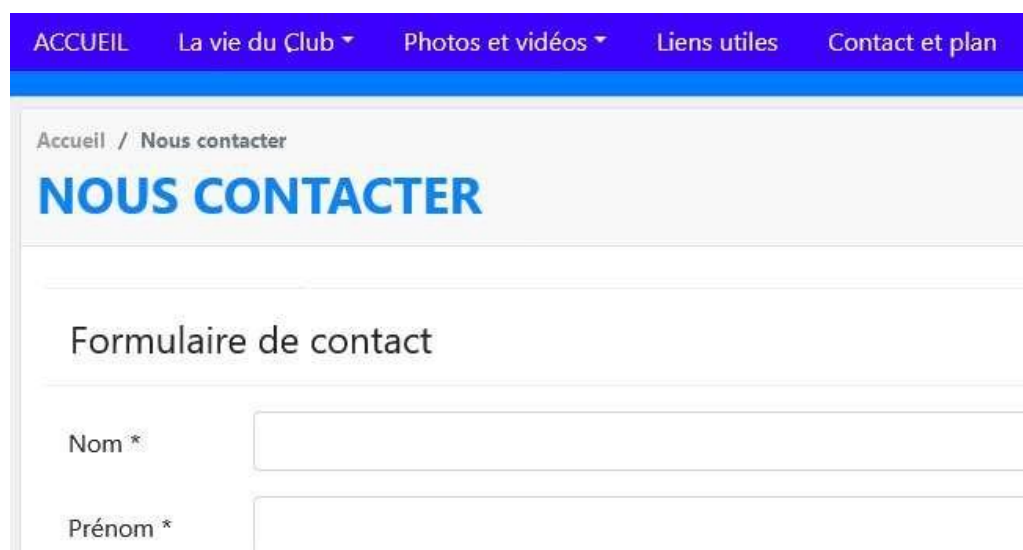 ACCUEIL La vie du Club Photos et vidéos Liens utiles Contact et plan
Accueil / Nous contacter
NOUS CONTACTER
Formulaire de contact
Nom *
Prénom *